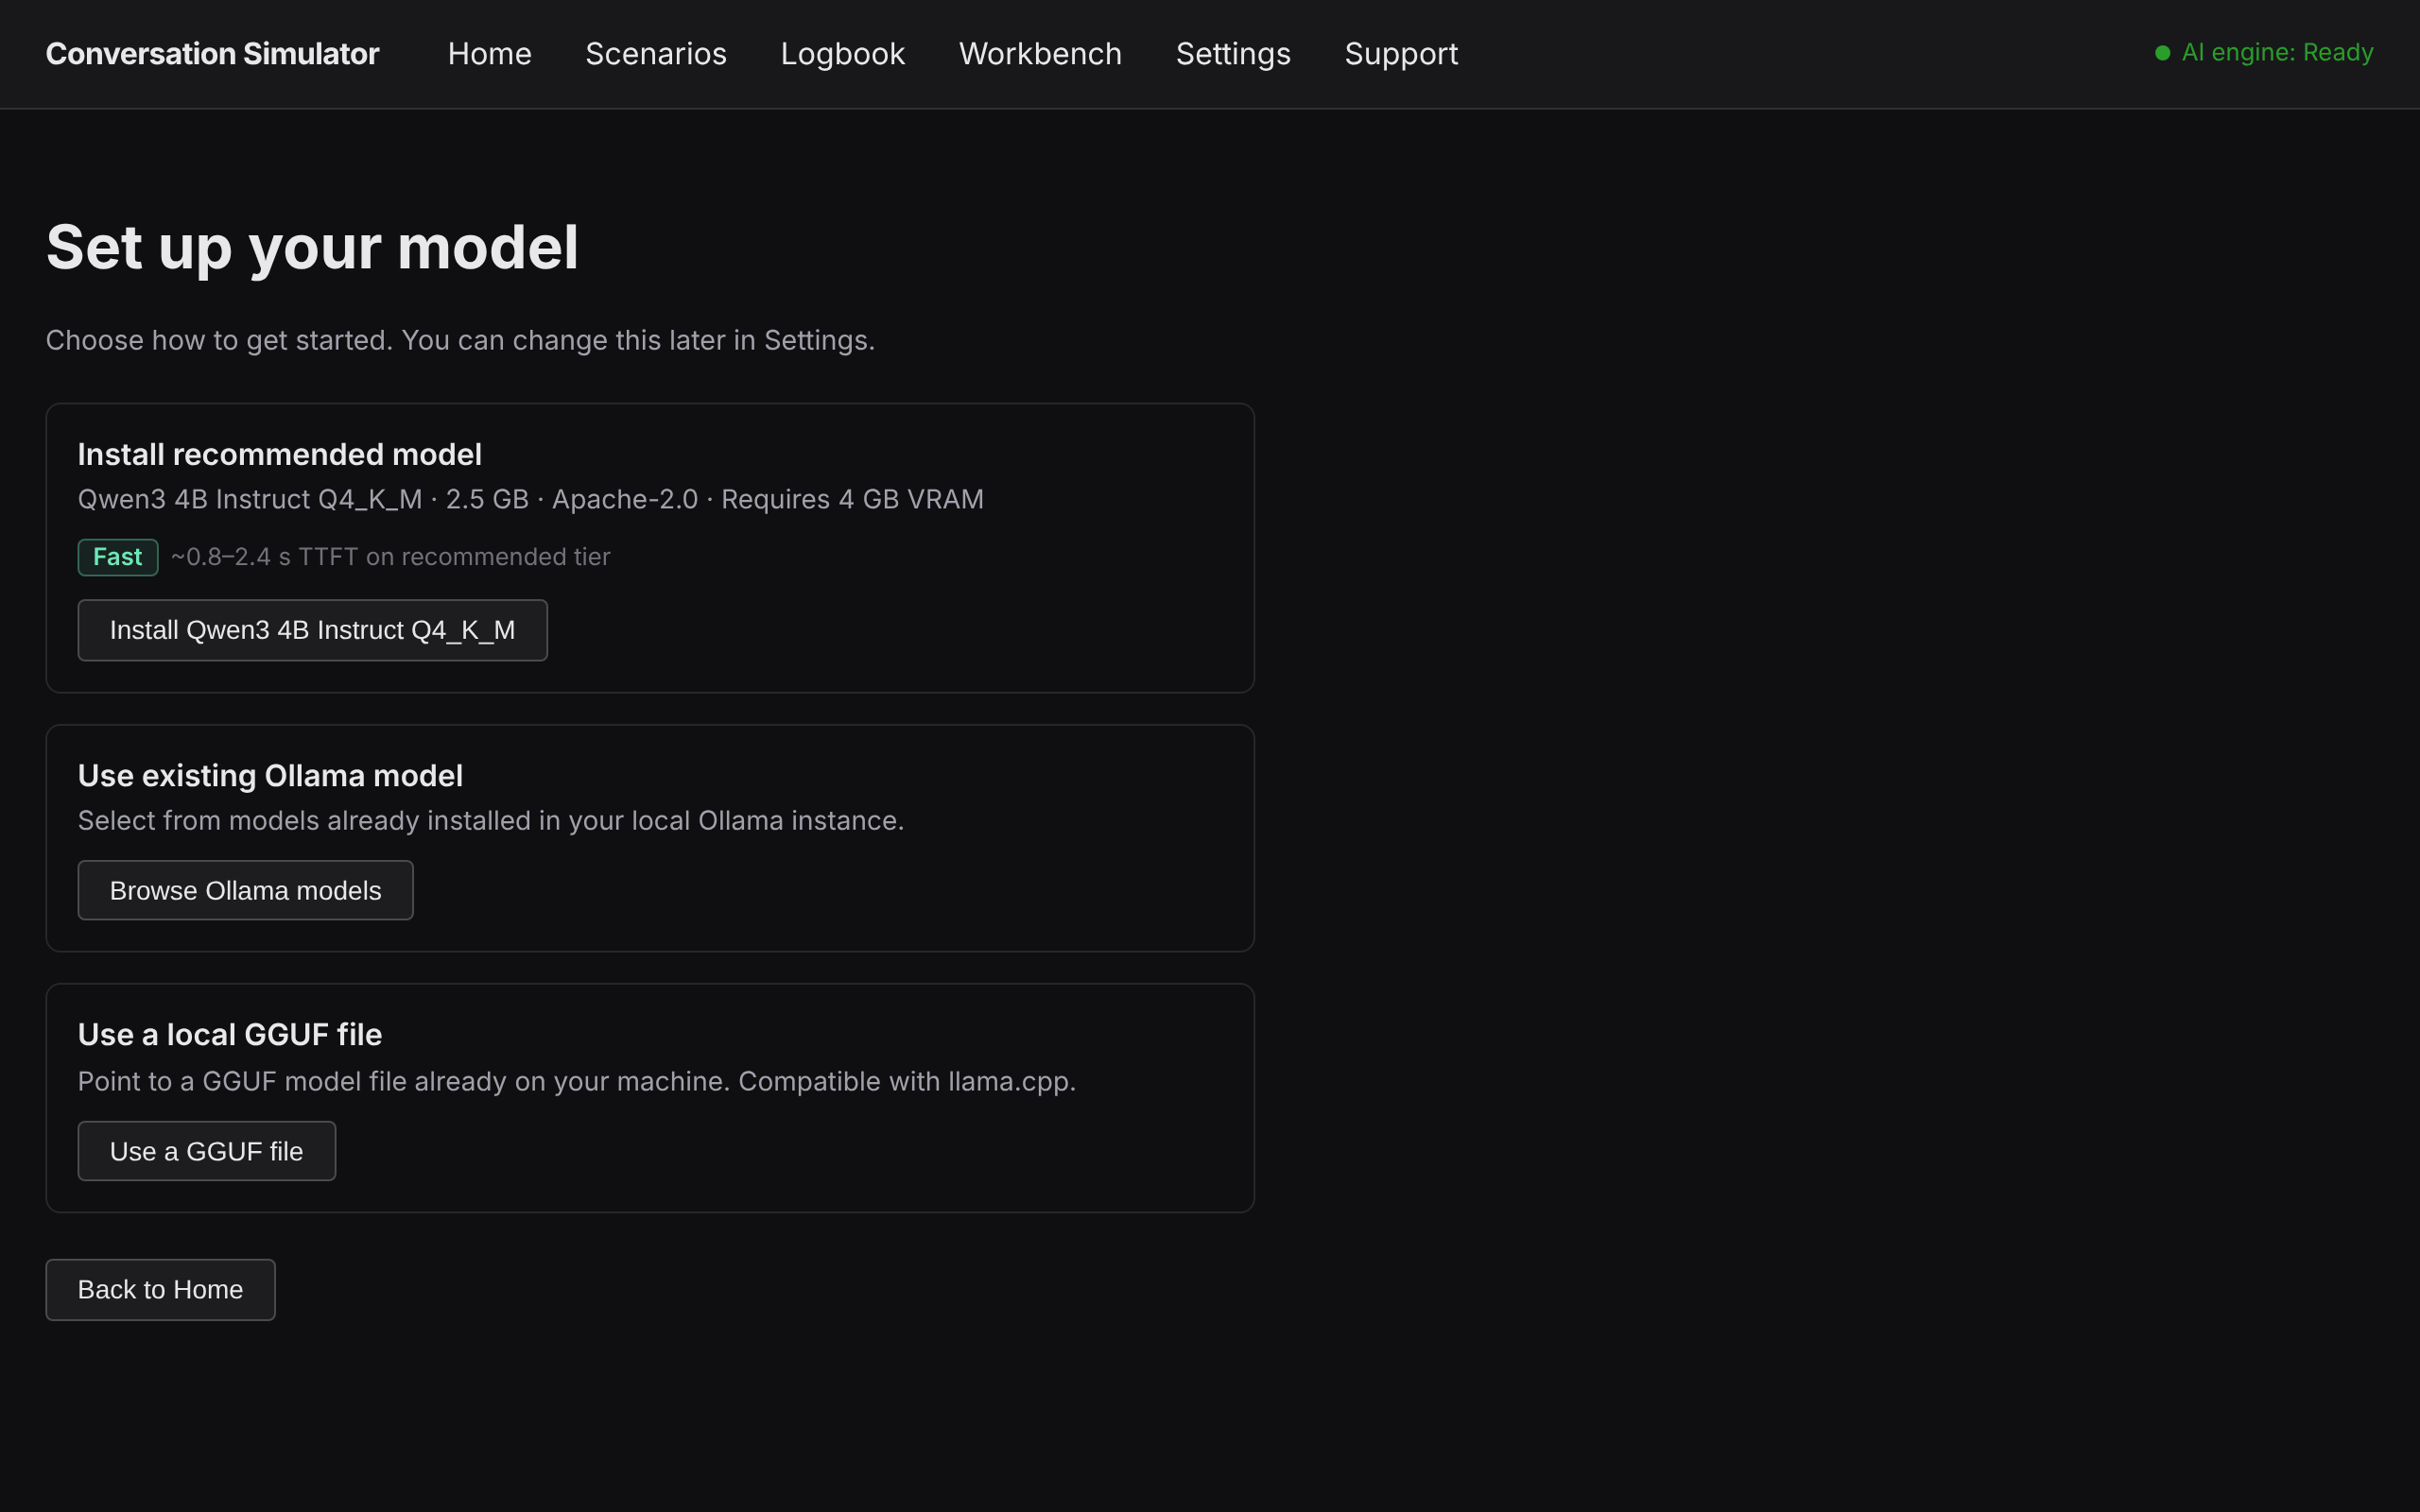 Conversation Simulator Home Scenarios Logbook Workbench Settings Support AI engine: Ready
Set up your model
Choose how to get started. You can change this later in Settings.
Install recommended model
Qwen3 4B Instruct Q4_K_M · 2.5 GB · Apache-2.0 · Requires 4 GB VRAM
Fast ~0.8–2.4 s TTFT on recommended tier
Install Qwen3 4B Instruct Q4_K_M
Use existing Ollama model
Select from models already installed in your local Ollama instance.
Browse Ollama models
Use a local GGUF file
Point to a GGUF model file already on your machine. Compatible with llama.cpp.
Use a GGUF file
Back to Home